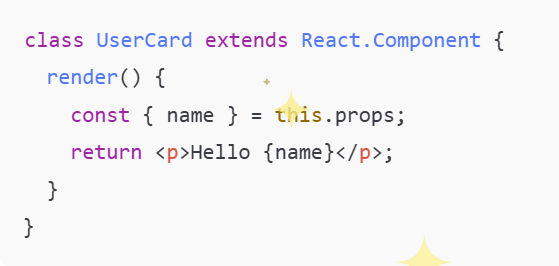 class UserCard extends React.Component {
  render() {
    const { name } = this.props;
    return <p>Hello {name}</p>;
  }
}